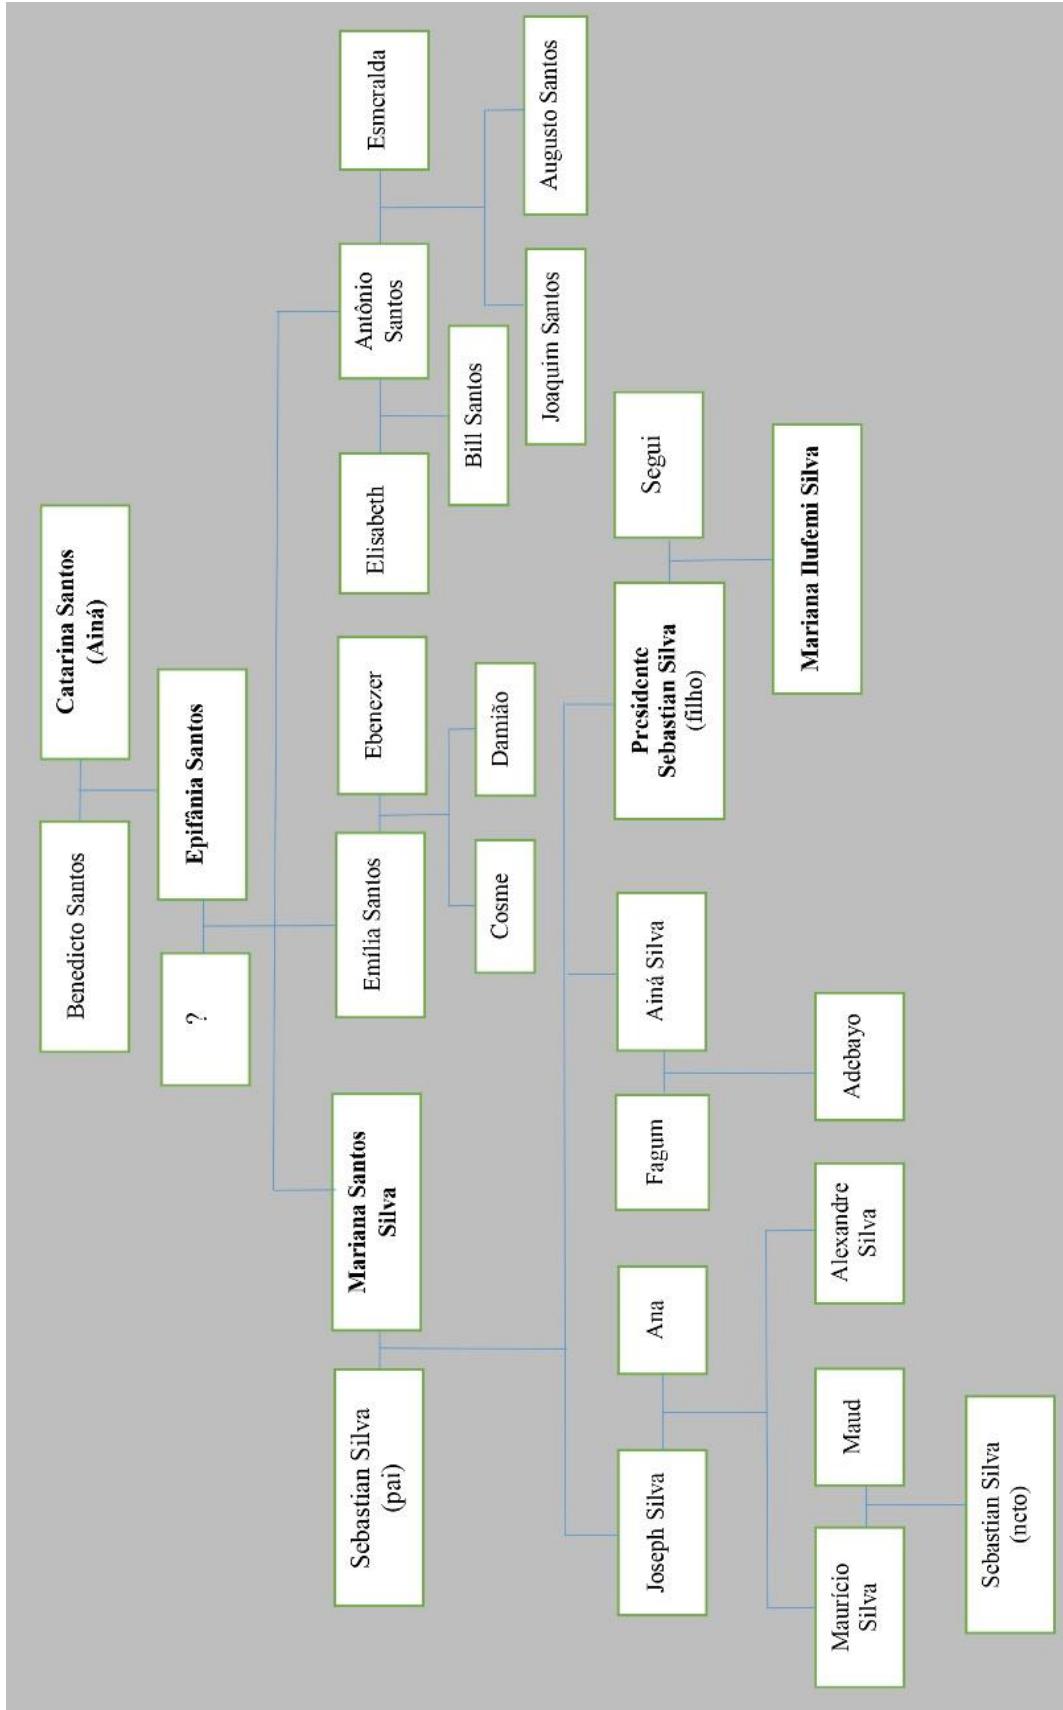 Benedicto Santos
Catarina Santos
(Ainá)
?
Epifânia Santos
Sebastian Silva
(pai)
Mariana Santos
Silva
Emília Santos
Ebenezer
Elisabeth
Antônio
Santos
Esmeralda
Cosme
Damião
Bill Santos
Joaquim Santos
Augusto Santos
Joseph Silva
Ana
Fagum
Ainá Silva
Presidente
Sebastian Silva
(filho)
Segui
Maurício
Silva
Maud
Alexandre
Silva
Adebayo
Mariana Ilufemi Silva
Sebastian Silva
(neto)